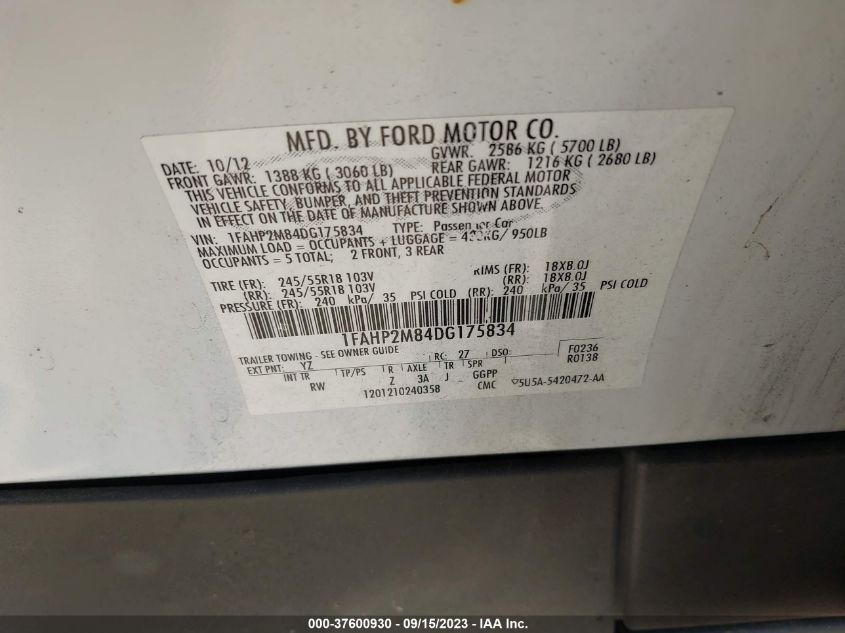 MFD. BY FORD MOTOR CO.
DATE: 10/12 GVWR: 2586 KG ( 5700 LB)
FRONT GAWR: 1388 KG ( 3060 LB) REAR GAWR: 1216 KG ( 2680 LB)
THIS VEHICLE CONFORMS TO ALL APPLICABLE FEDERAL MOTOR
VEHICLE SAFETY, BUMPER, AND THEFT PREVENTION STANDARDS
IN EFFECT ON THE DATE OF MANUFACTURE SHOWN ABOVE.
VIN: 1FAHP2M84DG175834 TYPE: Passenger Car
MAXIMUM LOAD = OCCUPANTS + LUGGAGE = / 950LB
OCCUPANTS = 5 TOTAL; 2 FRONT, 3 REAR
TIRE (FR): 245/55R18 103V RIMS (FR): 18X8.0J
(RR): 245/55R18 103V (RR): 18X8.0J
PRESSURE (FR): 240 kPa/ 35 PSI COLD (RR): 240 kPa/ 35 PSI COLD
1FAHP2M84DG175834
TRAILER TOWING - SEE OWNER GUIDE F0236
EXT PNT: YZ RC: 27 DSO: R0138
INT TR TP/PS R AXLE TR SPR
RW Z 3A J GGPP
1201210240358 CMC 5U5A-5420472-AA
000-37600930 - 09/15/2023 - IAA Inc.